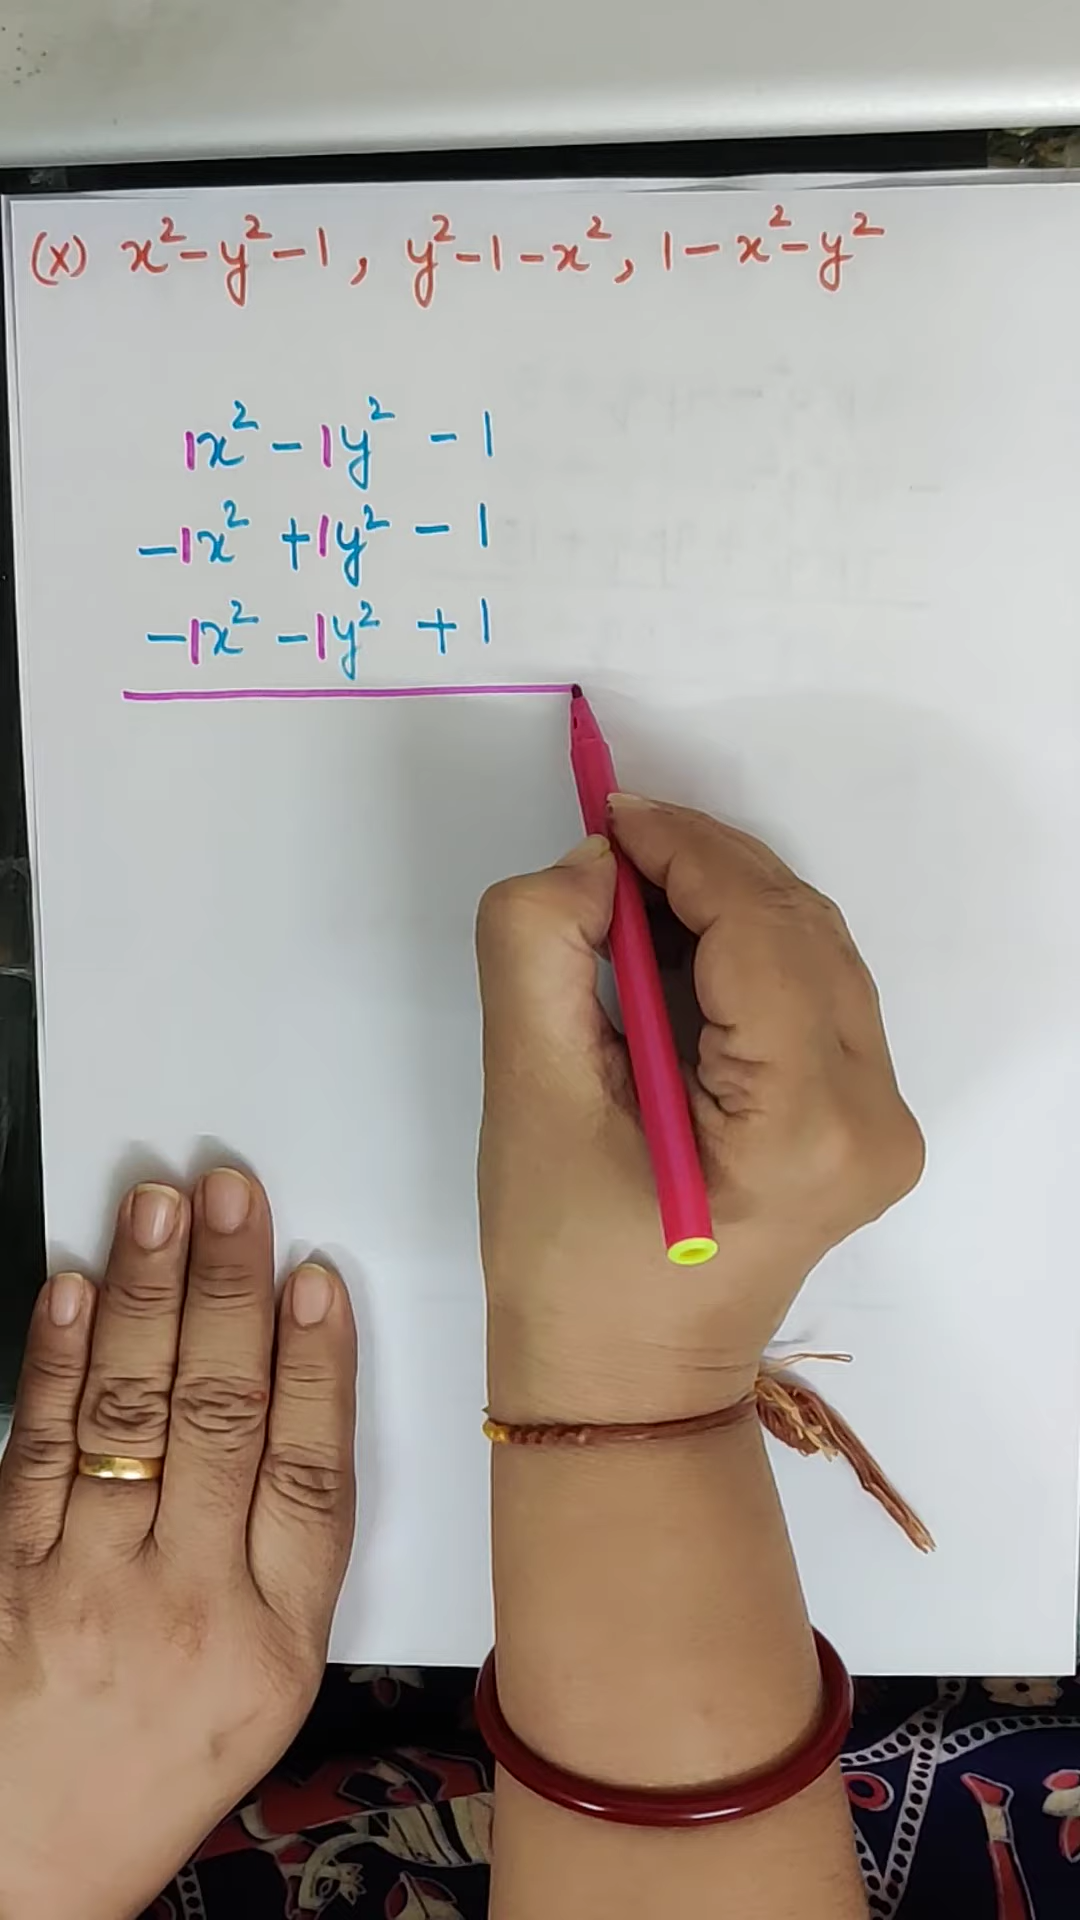 (x) x²-y²-1, y²-1-x², 1-x²-y²
1x² - 1y² - 1
-1x² +1y² - 1
-1x² -1y² + 1